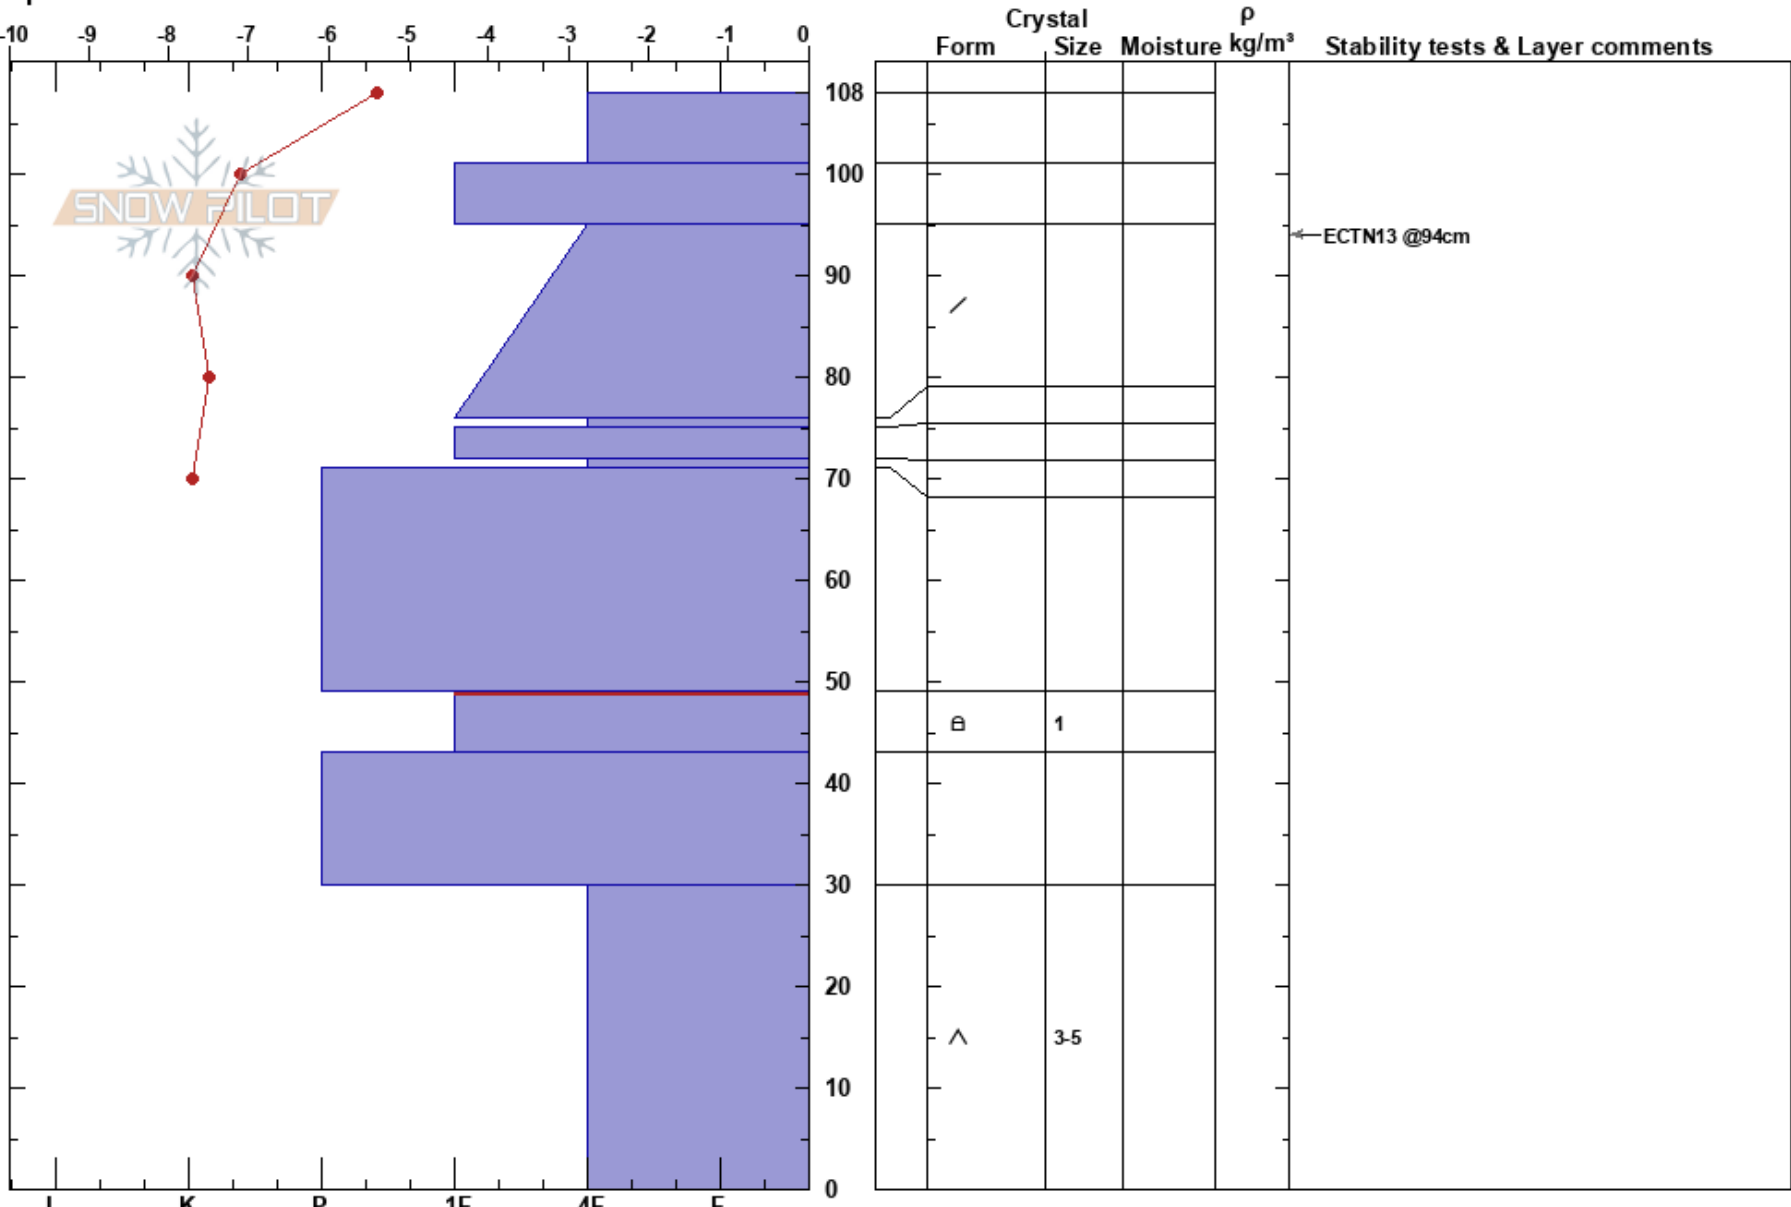 Crystal ρ
-10 -9 -8 -7 -6 -5 -4 -3 -2 -1 0 Form Size Moisture kg/m³ Stability tests & Layer comments
108
SNOW PILOT
100
ECTN13 @94cm
90
80
70
60
50
1
40
30
20
3-5
10
0
I K P 1F 4F F